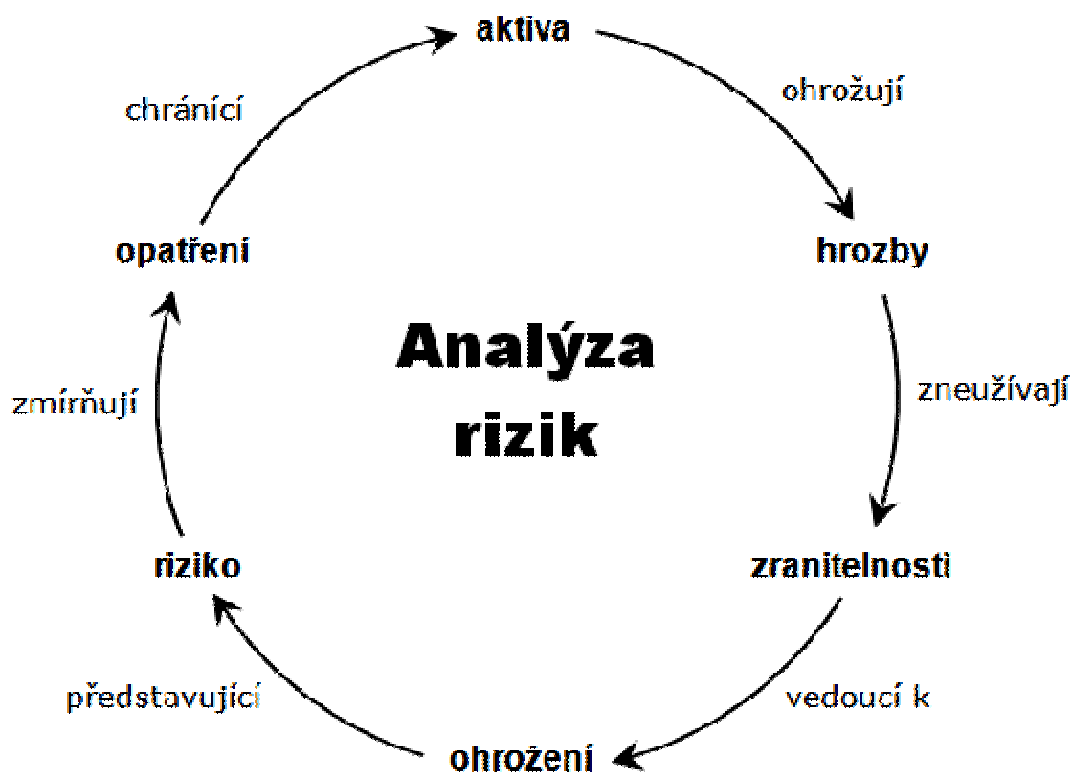 aktiva
ohrožují
hrozby
zneužívají
zranitelnosti
vedoucí k
ohrožení
představující
riziko
zmírňují
opatření
chránící
Analýza
rizik